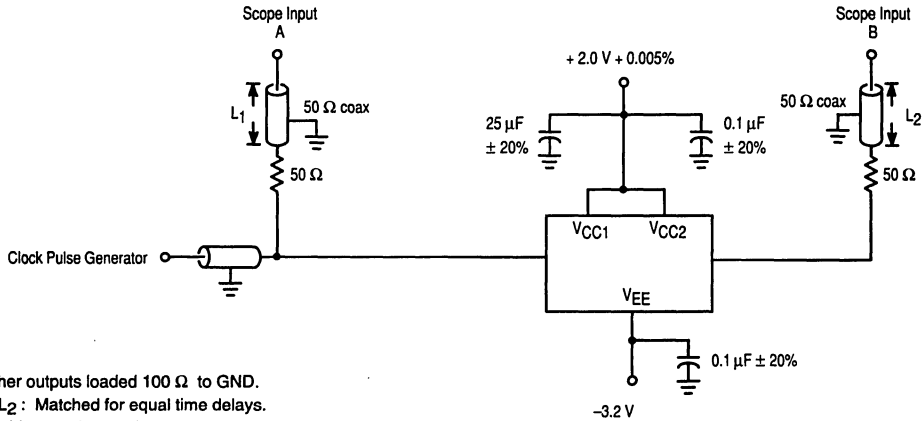 Scope Input
A
Scope Input
B
+ 2.0 V + 0.005%
L1
50 Ω coax
25 μF
± 20%
0.1 μF
± 20%
50 Ω coax
L2
50 Ω
50 Ω
VCC1 VCC2
Clock Pulse Generator
VEE
0.1 μF ± 20%
–3.2 V
outputs loaded 100 Ω to GND.
L2 : Matched for equal time delays.